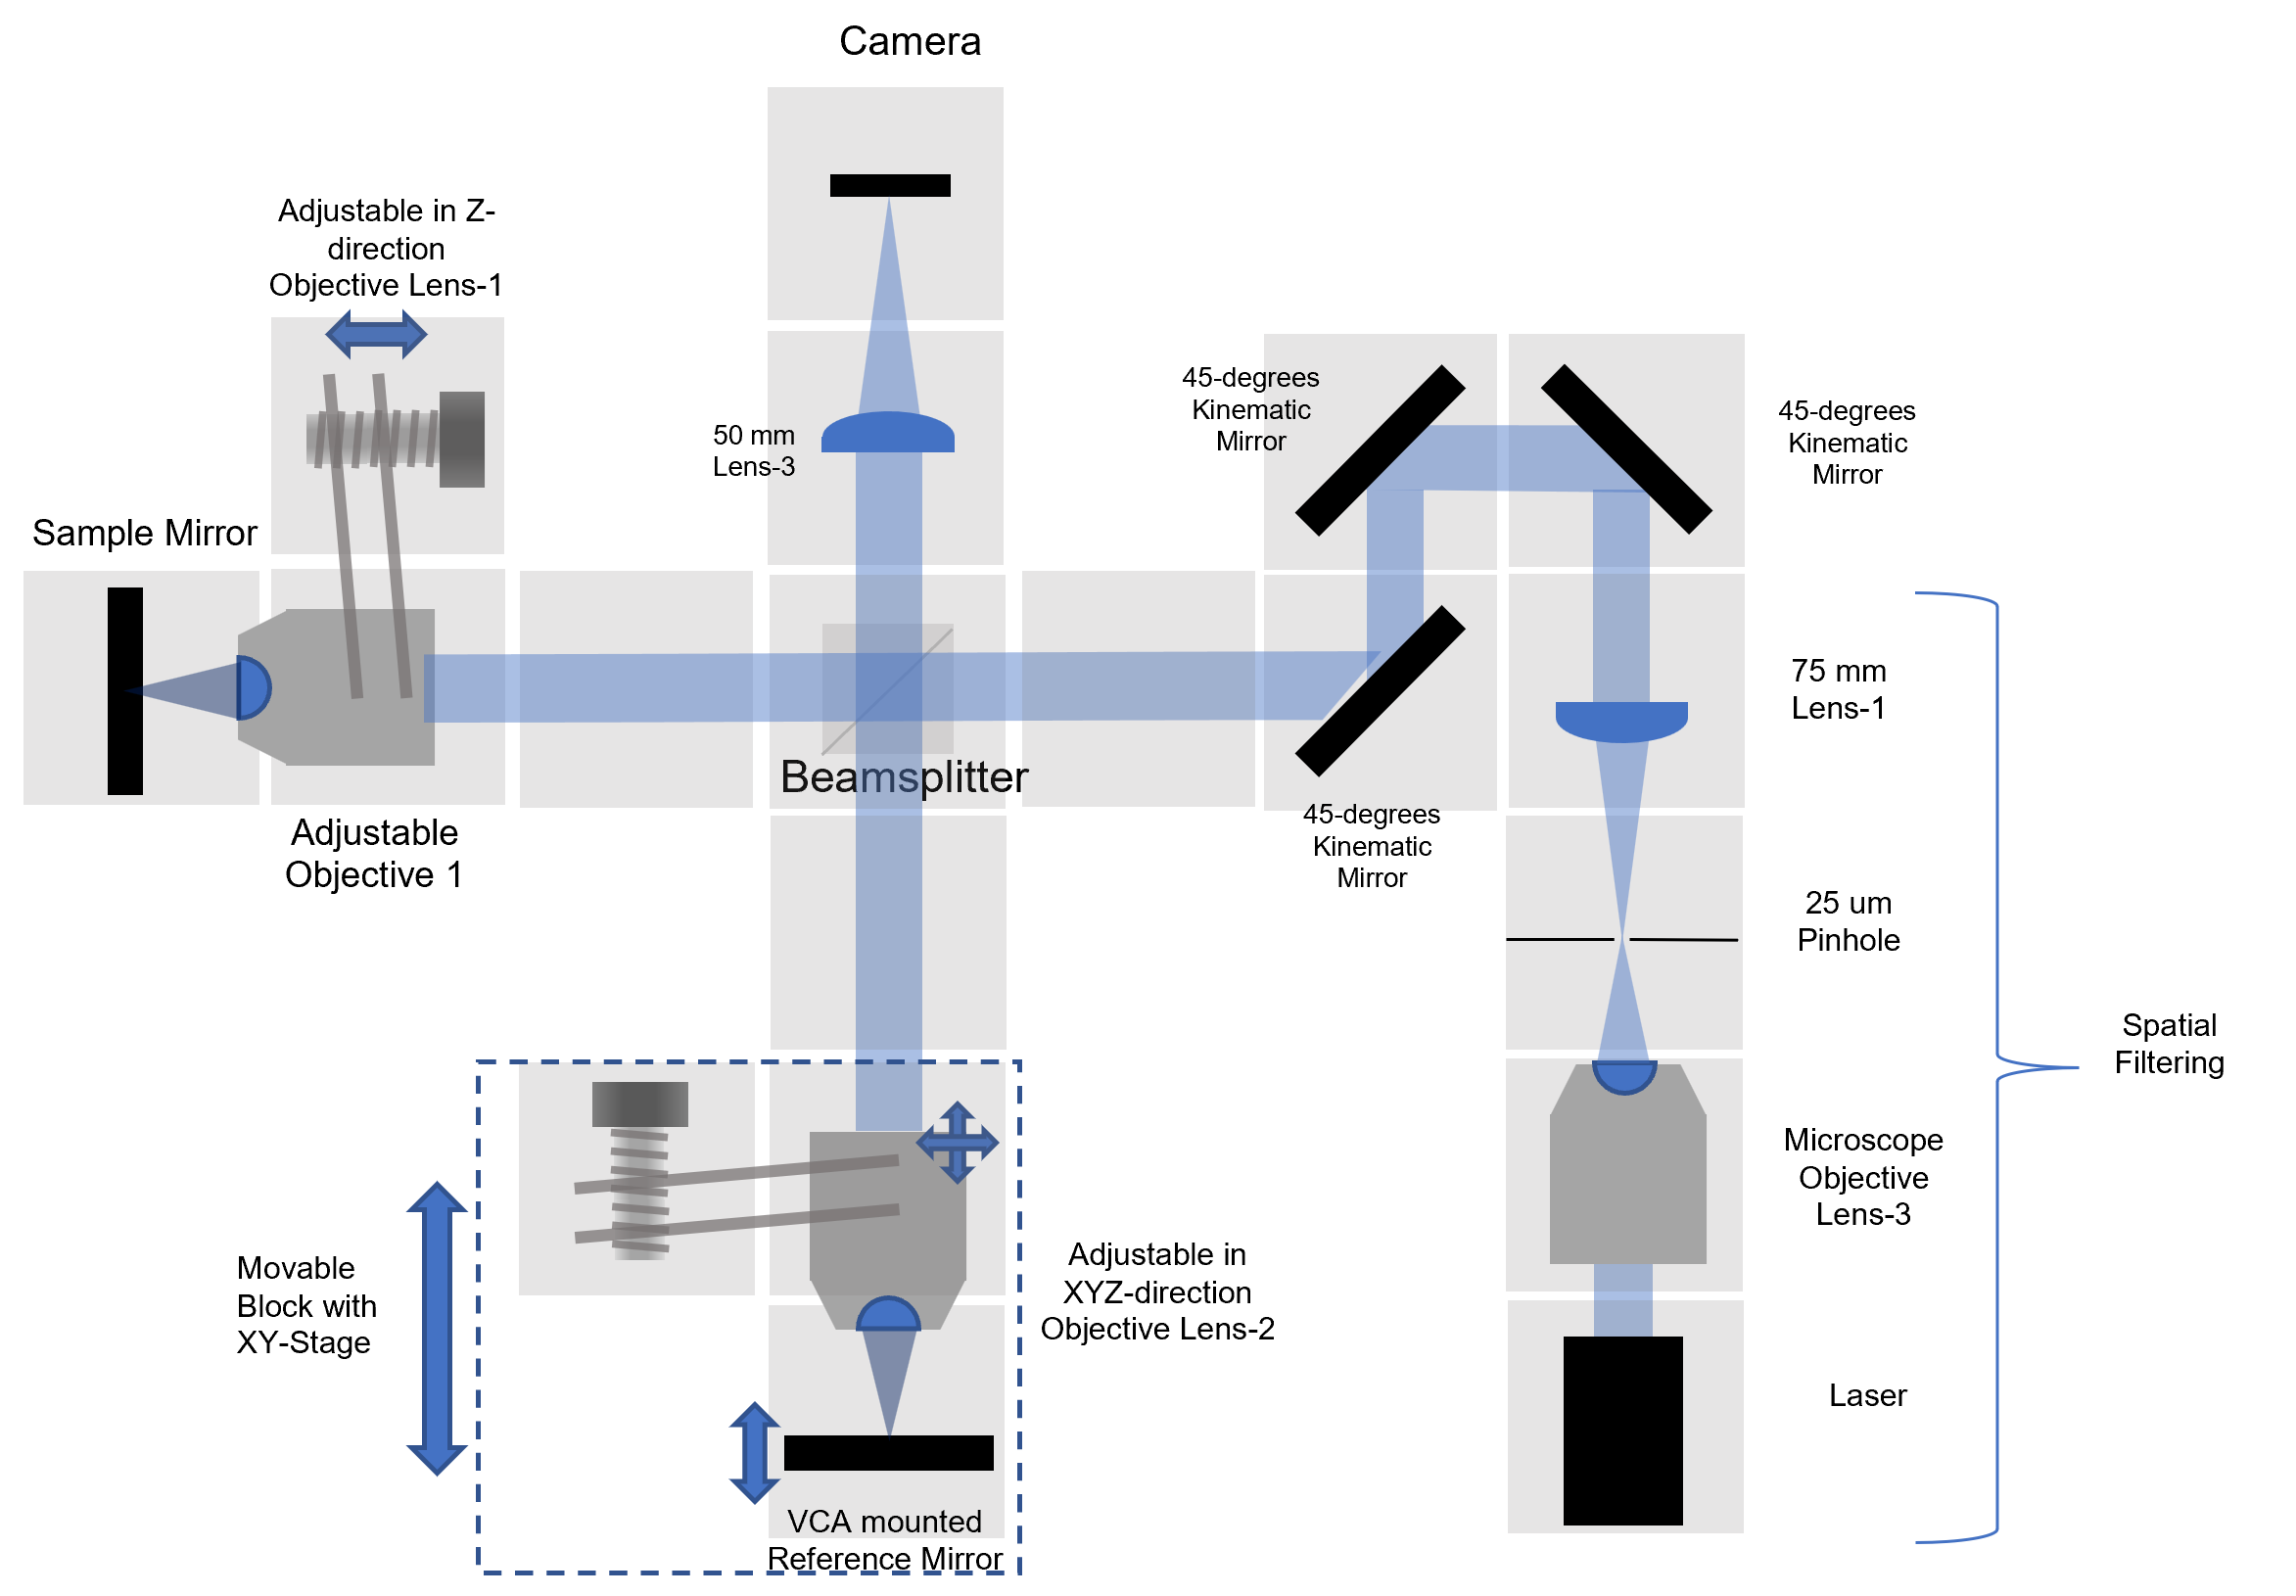 Camera
Adjustable in Z-
direction
Objective Lens-1
45-degrees
Kinematic
Mirror
45-degrees
Kinematic
Mirror
50 mm
Lens-3
Sample Mirror
75 mm
Lens-1
Beamsplitter
Adjustable
Objective 1
45-degrees
Kinematic
Mirror
25 um
Pinhole
Spatial
Filtering
Microscope
Objective
Lens-3
Movable
Block with
XY-Stage
Adjustable in
XYZ-direction
Objective Lens-2
Laser
VCA mounted
Reference Mirror